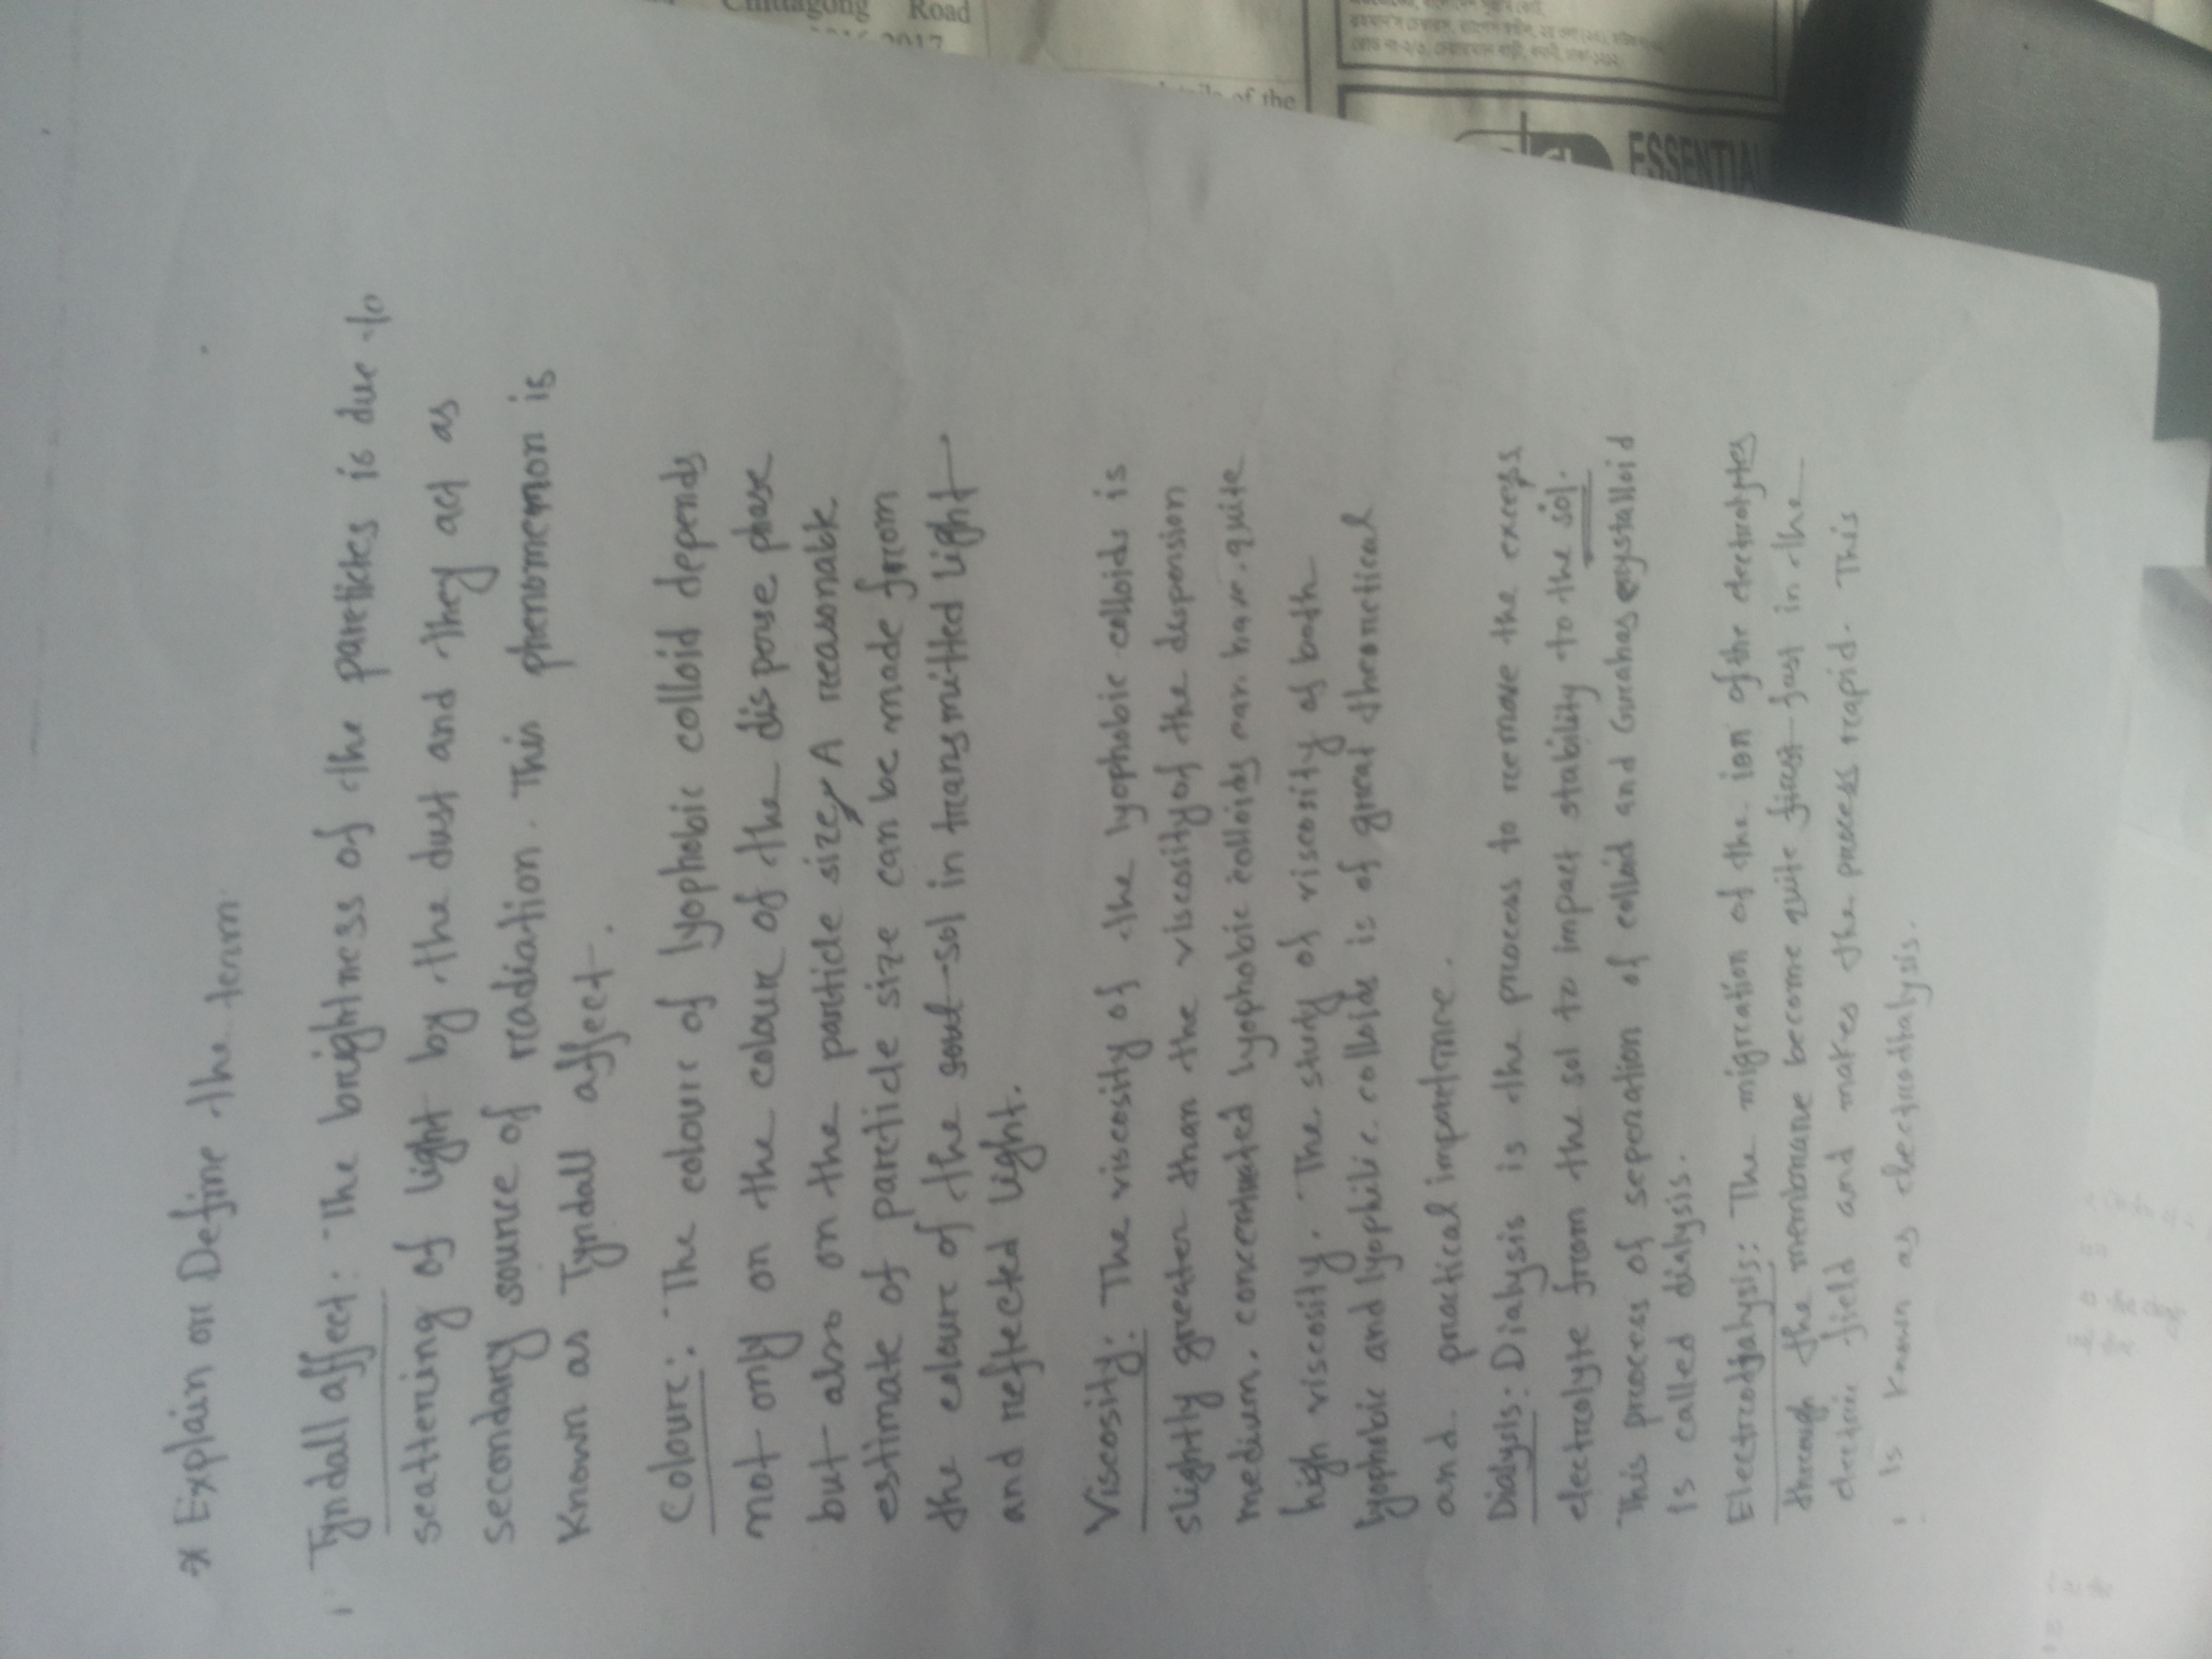 * Explain or Define the term
Tyndall affect: The brightness of the particles is due to
scattering of light by the dust and they act as
secondary source of radiation. This phenomenon is
known as Tyndall affect.
Colour: The colour of lyophobic colloid depends
not only on the colour of the disperse phase
but also on the particle size, A reasonable
estimate of particle size can be made from
the colour of the sol in transmitted light
and reflected light.
Viscosity: The viscosity of the lyophobic colloids is
slightly greater than the viscosity of the dispension
medium. concentrated lyophobic colloids may have quite
high viscosity. The study of viscosity of both
lyophobic and lyophilic colloids is of great theoretical
and practical importance.
Dialysis: Dialysis is the process to remove the excess
electrolyte from the sol to impact stability to the sol.
This process of seperation of colloid and crystalloid
is called dialysis.
Electrodialysis: The migration of the ion of the electrolytes
through the membrane become quite fast in the
electric field and makes the process rapid. This
is known as electrodialysis.
Chittagong Road
2016-2017
details of the
ESSENTIAL